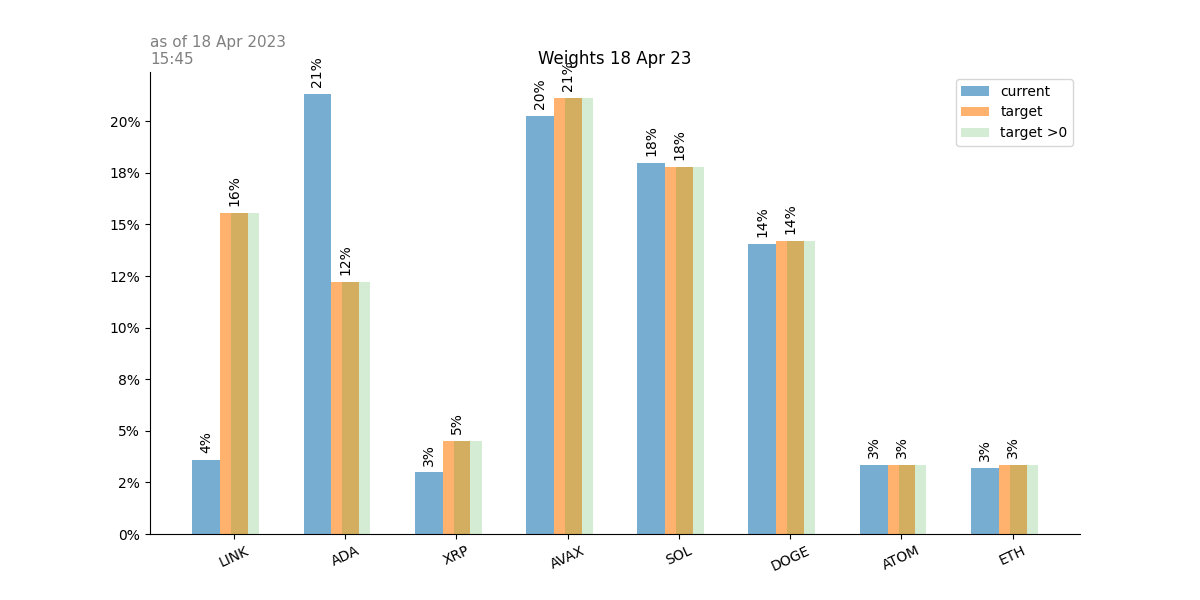 as of 18 Apr 2023
15:45
Weights 18 Apr 23
current
target
target >0
20%
18%
15%
12%
10%
8%
5%
2%
0%
4%
16%
21%
12%
3%
5%
20%
21%
18%
18%
14%
14%
3%
3%
3%
3%
LINK
ADA
XRP
AVAX
SOL
DOGE
ATOM
ETH